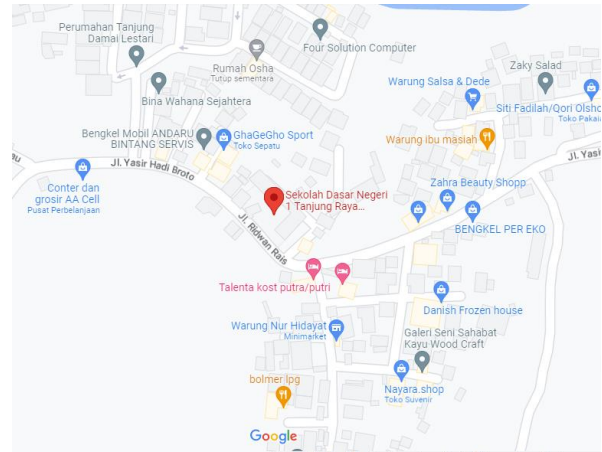 Perumahan Tanjung
Damai Lestari
Four Solution Computer
Rumah Osha
Tutup sementara
Zaky Salad
Warung Salsa & Dede
Bina Wahana Sejahtera
Siti Fadilah/Qori Olsho
Toko Pakai
Bengkel Mobil ANDARU
BINTANG SERVIS
GhaGeGho Sport
Toko Sepatu
Warung ibu masiah
Jl. Yasir Hadi Broto
Jl. Yasi
Conter dan
grosir AA Cell
Pusat Perbelanjaan
Sekolah Dasar Negeri
1 Tanjung Raya...
Zahra Beauty Shopp
Jl. Ridwan Rais
BENGKEL PER EKO
Talenta kost putra/putri
Danish Frozen house
Warung Nur Hidayat
Minimarket
Galeri Seni Sahabat
Kayu Wood Craft
bolmer lpg
Nayara.shop
Toko Suvenir
Google